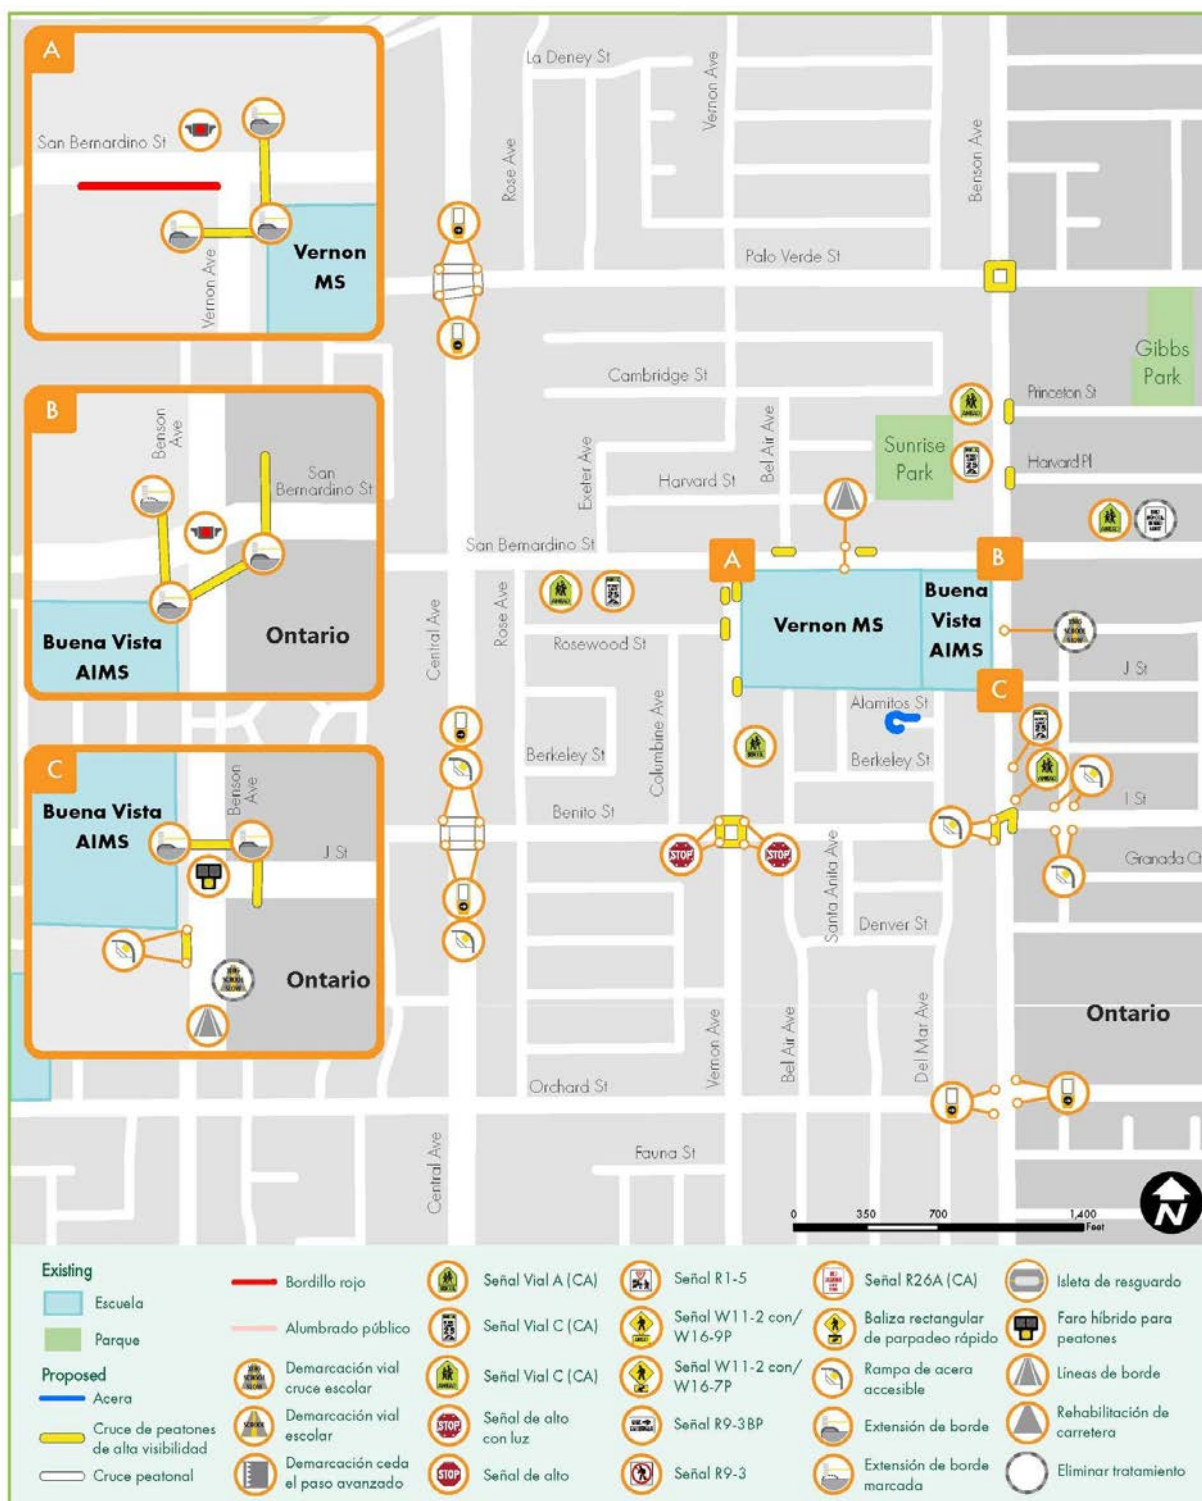 A
San Bernardino St
Vernon Ave
Vernon
MS
B
Benson
Ave
San
Bernardino St
Buena Vista
AIMS
Ontario
C
Buena Vista
AIMS
Benson
Ave
J St
Ontario
La Deney St
Vernon Ave
Rose Ave
Benson Ave
Palo Verde St
Gibbs
Park
Cambridge St
Princeton St
Exeter Ave
Bel Air Ave
Sunrise
Park
Harvard Pl
Harvard St
San Bernardino St
A
B
Vernon MS
Buena
Vista
AIMS
Central Ave
Rose Ave
Rosewood St
J St
C
Columbine Ave
Alamitos St
Berkeley St
Berkeley St
Benito St
I St
STOP
STOP
Granada Ct
Santa Anita Ave
Denver St
Vernon Ave
Bel Air Ave
Del Mar Ave
Ontario
Orchard St
Central Ave
Fauna St
0 350 700 1,400
Feet
N
Existing
Escuela
Parque
Proposed
Acera
Cruce de peatones
de alta visibilidad
Cruce peatonal
Bordillo rojo
Alumbrado público
Demarcación vial
cruce escolar
Demarcación vial
escolar
Demarcación ceda
el paso avanzado
Señal Vial A (CA)
Señal Vial C (CA)
Señal Vial C (CA)
STOP
Señal de alto
con luz
STOP
Señal de alto
Señal R1-5
Señal W11-2 con/
W16-9P
Señal W11-2 con/
W16-7P
Señal R9-3BP
Señal R9-3
Señal R26A (CA)
Baliza rectangular
de parpadeo rápido
Rampa de acera
accesible
Extensión de borde
Extensión de borde
marcada
Isleta de resguardo
Faro híbrido para
peatones
Líneas de borde
Rehabilitación de
carretera
Eliminar tratamiento